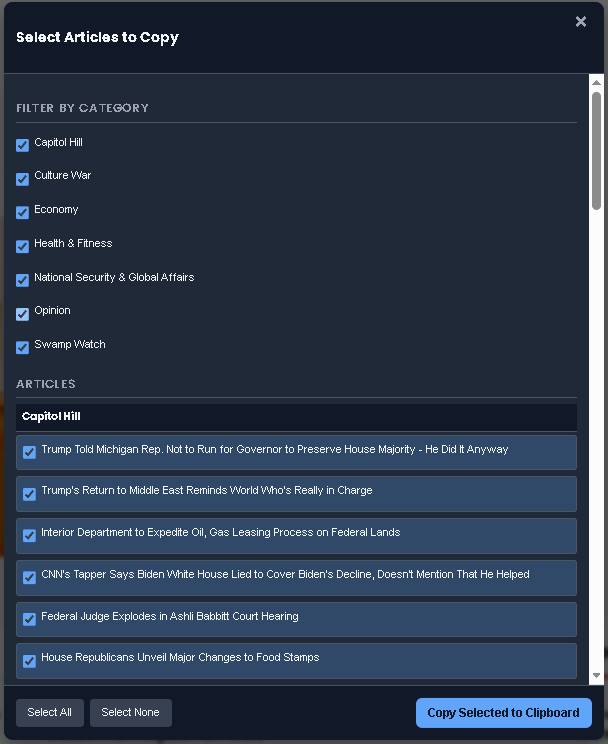 Select Articles to Copy
×
FILTER BY CATEGORY
Capitol Hill
Culture War
Economy
Health & Fitness
National Security & Global Affairs
Opinion
Swamp Watch
ARTICLES
Capitol Hill
Trump Told Michigan Rep. Not to Run for Governor to Preserve House Majority - He Did It Anyway
Trump's Return to Middle East Reminds World Who's Really in Charge
Interior Department to Expedite Oil, Gas Leasing Process on Federal Lands
CNN's Tapper Says Biden White House Lied to Cover Biden's Decline, Doesn't Mention That He Helped
Federal Judge Explodes in Ashli Babbitt Court Hearing
House Republicans Unveil Major Changes to Food Stamps
Select All
Select None
Copy Selected to Clipboard